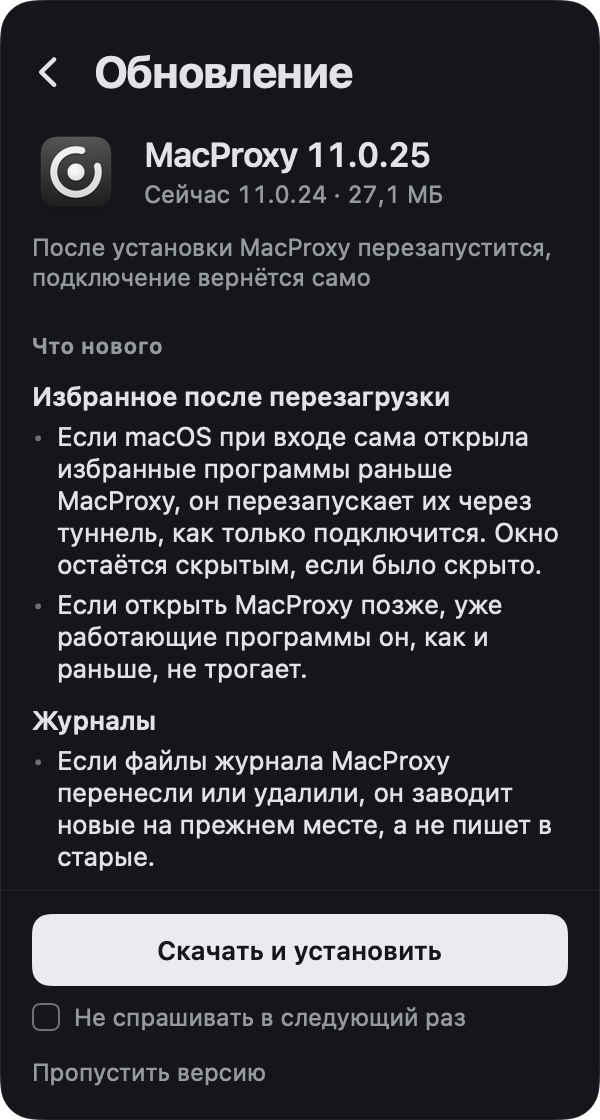 Обновление
MacProxy 11.0.25
Сейчас 11.0.24 · 27,1 МБ
После установки MacProxy перезапустится,
подключение вернётся само
Что нового
Избранное после перезагрузки
• Если macOS при входе сама открыла
избранные программы раньше
MacProxy, он перезапускает их через
туннель, как только подключится. Окно
остаётся скрытым, если было скрыто.
• Если открыть MacProxy позже, уже
работающие программы он, как и
раньше, не трогает.
Журналы
• Если файлы журнала MacProxy
перенесли или удалили, он заводит
новые на прежнем месте, а не пишет в
старые.
Скачать и установить
Не спрашивать в следующий раз
Пропустить версию